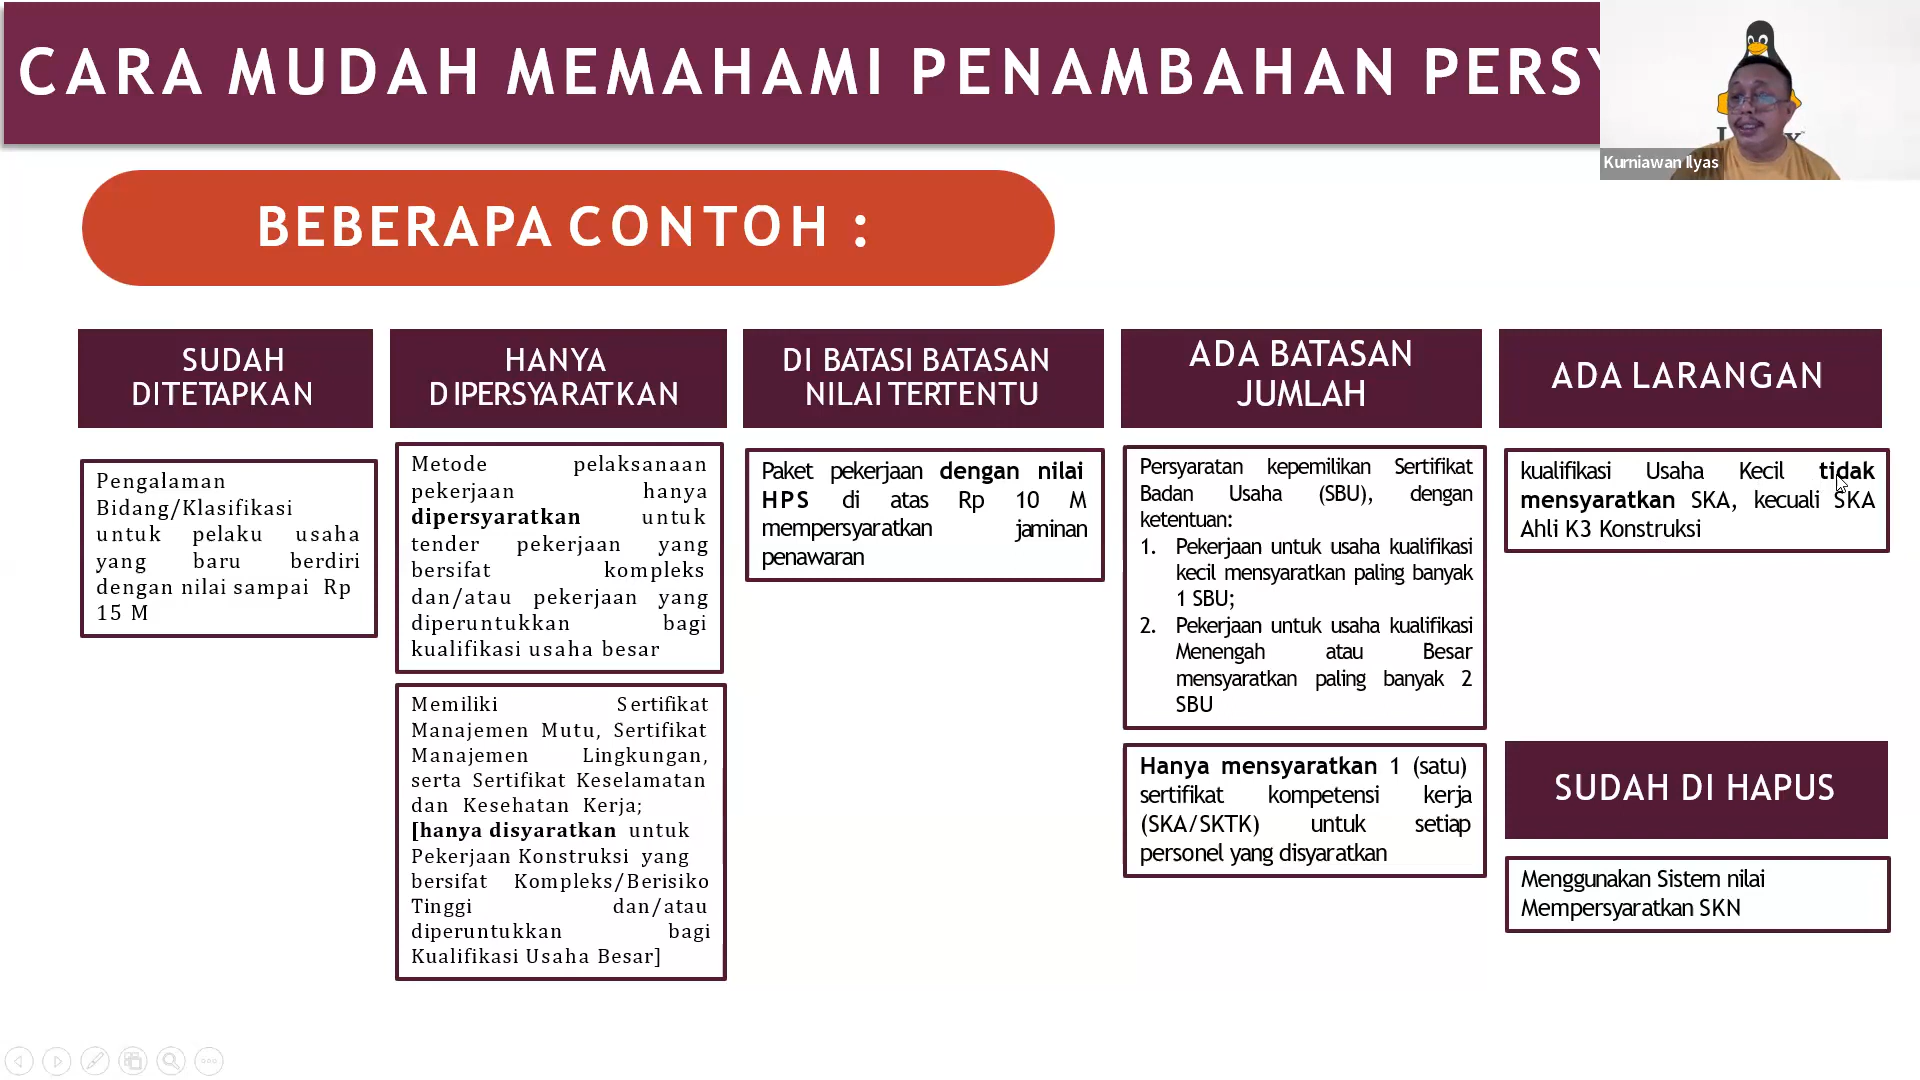 CARA MUDAH MEMAHAMI PENAMBAHAN PERSY
Kurniawan Ilyas
BEBERAPA CONTOH :
SUDAH
DITETAPKAN
Pengalaman
Bidang/Klasifikasi
untuk pelaku usaha
yang baru berdiri
dengan nilai sampai Rp
15 M
HANYA
DIPERSYARATKAN
Metode pelaksanaan
pekerjaan hanya
dipersyaratkan untuk
tender pekerjaan yang
bersifat kompleks
dan/atau pekerjaan yang
diperuntukkan bagi
kualifikasi usaha besar
Memiliki Sertifikat
Manajemen Mutu, Sertifikat
Manajemen Lingkungan,
serta Sertifikat Keselamatan
dan Kesehatan Kerja;
[hanya disyaratkan untuk
Pekerjaan Konstruksi yang
bersifat Kompleks/Berisiko
Tinggi dan/atau
diperuntukkan bagi
Kualifikasi Usaha Besar]
DI BATASI BATASAN
NILAI TERTENTU
Paket pekerjaan dengan nilai
HPS di atas Rp 10 M
mempersyaratkan jaminan
penawaran
ADA BATASAN
JUMLAH
Persyaratan kepemilikan Sertifikat
Badan Usaha (SBU), dengan
ketentuan:
1. Pekerjaan untuk usaha kualifikasi
kecil mensyaratkan paling banyak
1 SBU;
2. Pekerjaan untuk usaha kualifikasi
Menengah atau Besar
mensyaratkan paling banyak 2
SBU
Hanya mensyaratkan 1 (satu)
sertifikat kompetensi kerja
(SKA/SKTK) untuk setiap
personel yang disyaratkan
ADA LARANGAN
kualifikasi Usaha Kecil tidak
mensyaratkan SKA, kecuali SKA
Ahli K3 Konstruksi
SUDAH DI HAPUS
Menggunakan Sistem nilai
Mempersyaratkan SKN